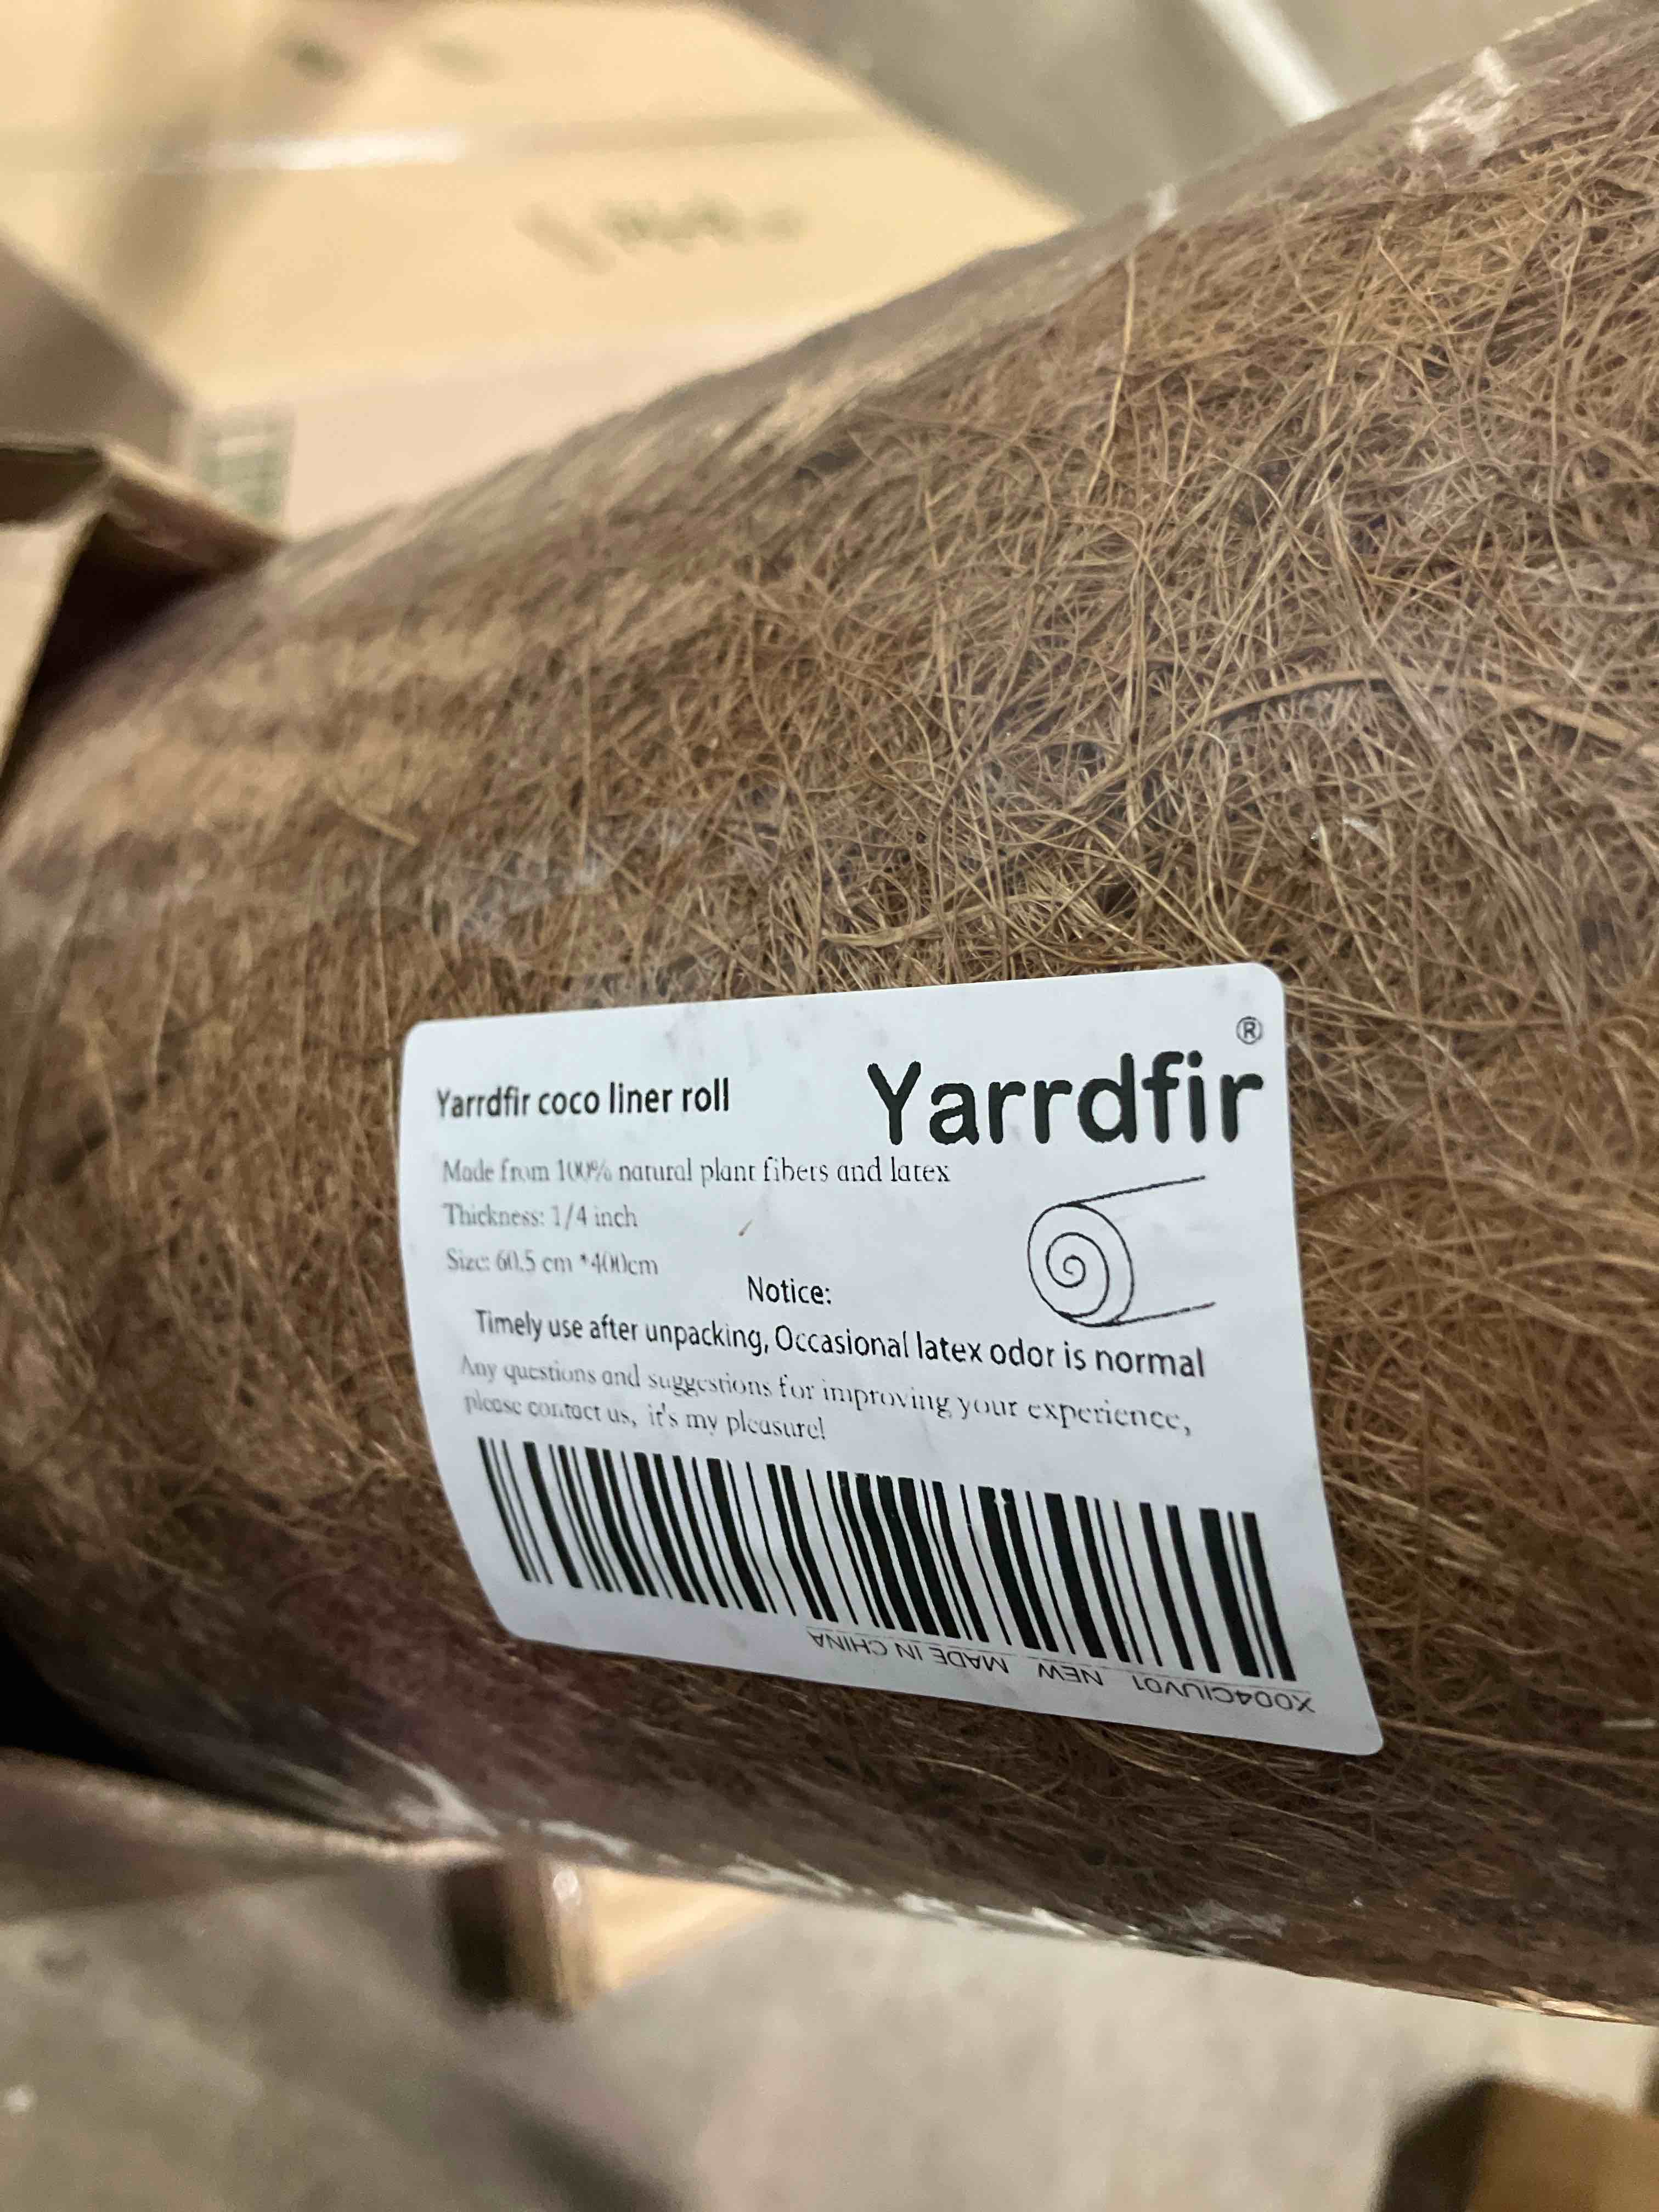 Yarrdfir coco liner roll
Yarrdfir®
Made from 100% natural plant fibers and latex
Thickness: 1/4 inch
Size: 60.5 cm *400cm
Notice:
Timely use after unpacking, Occasional latex odor is normal
Any questions and suggestions for improving your experience,
please contact us, it's my pleasure!
X004CIUV01 NEW MADE IN CHINA